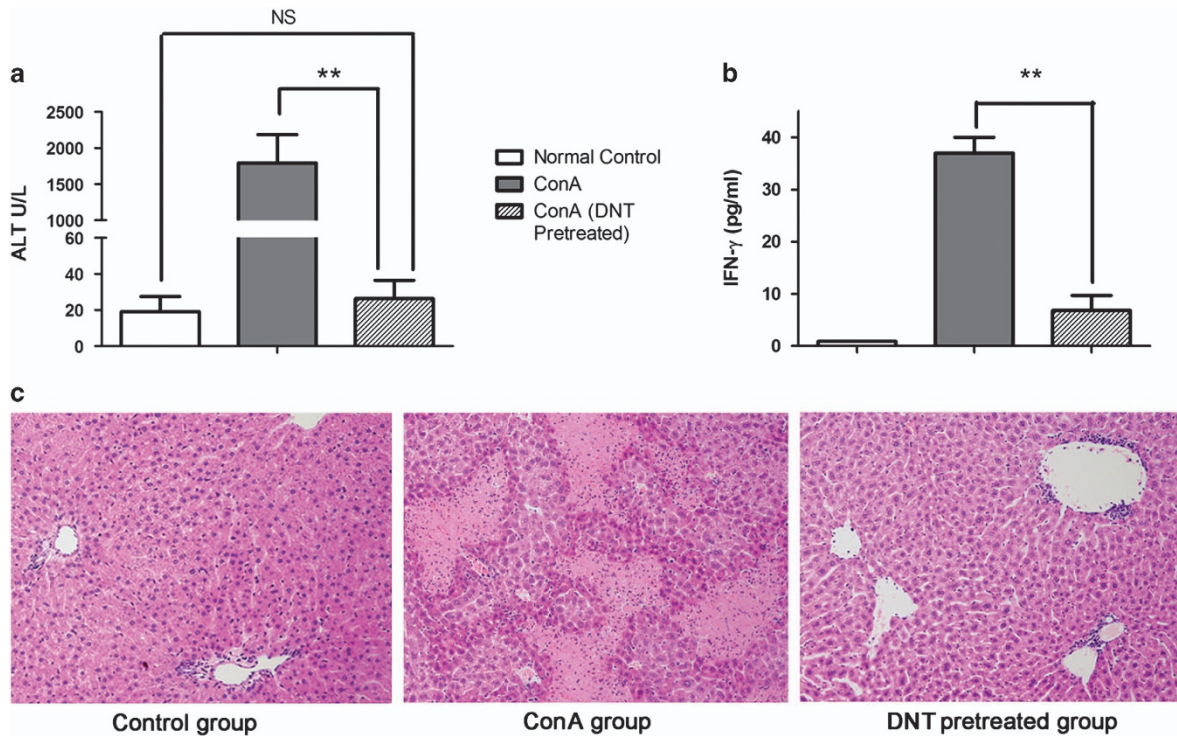 NS
a
**
ALT U/L
2500
2000
1500
1000
60
40
20
0
Normal Control
ConA
ConA (DNT
Pretreated)
b
**
IFN-γ (pg/ml)
40
30
20
10
0
c
Control group
ConA group
DNT pretreated group